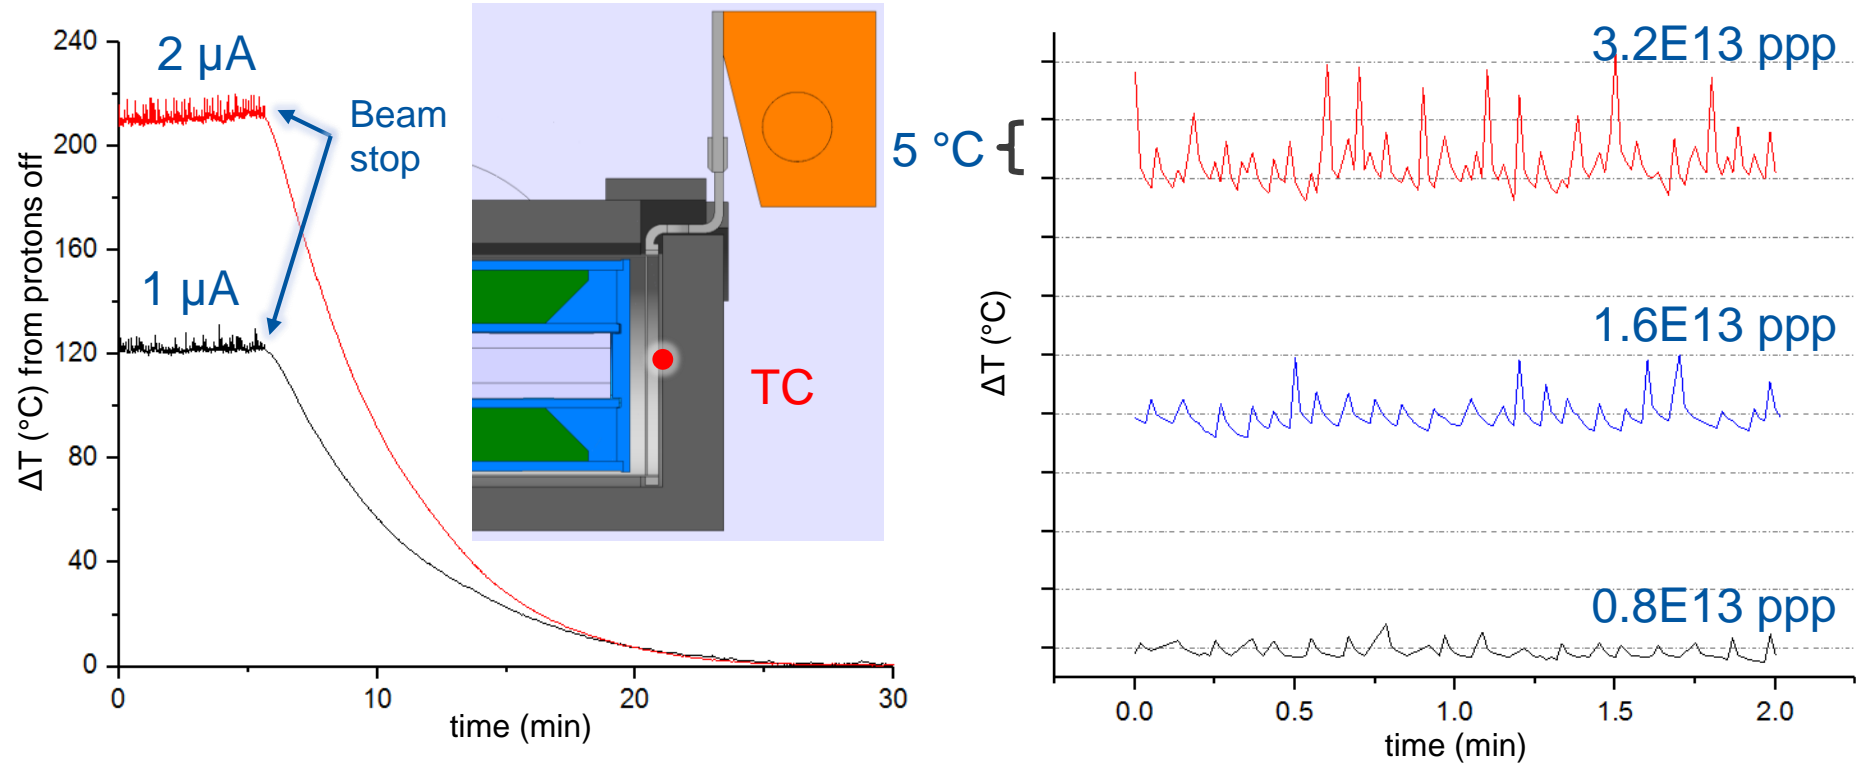 ΔT (°C) from protons off
240
200
160
120
80
40
0
0
10
20
30
time (min)
2 µA
1 µA
Beam
stop
TC
5 °C {
ΔT (°C)
3.2E13 ppp
1.6E13 ppp
0.8E13 ppp
0.0
0.5
1.0
1.5
2.0
time (min)